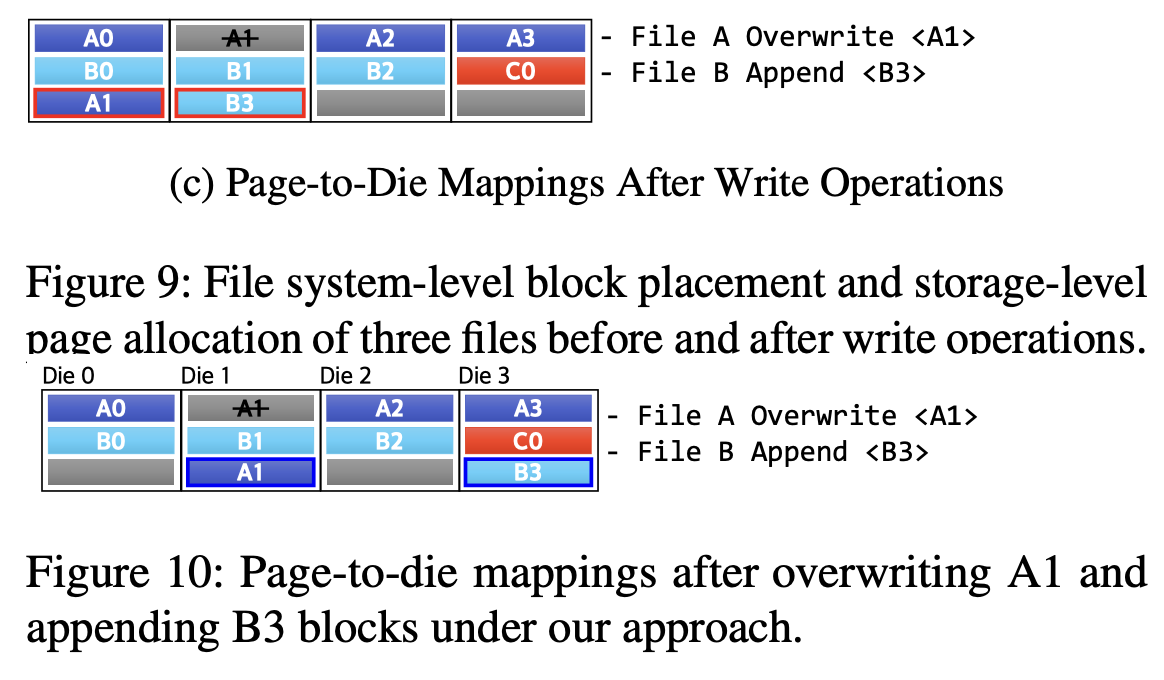 A0 A1 A2 A3 - File A Overwrite <A1>
B0 B1 B2 C0 - File B Append <B3>
A1 B3
(c) Page-to-Die Mappings After Write Operations
Figure 9: File system-level block placement and storage-level
page allocation of three files before and after write operations.
Die 0 Die 1 Die 2 Die 3
A0 A1 A2 A3 - File A Overwrite <A1>
B0 B1 B2 C0 - File B Append <B3>
A1 B3
Figure 10: Page-to-die mappings after overwriting A1 and
appending B3 blocks under our approach.